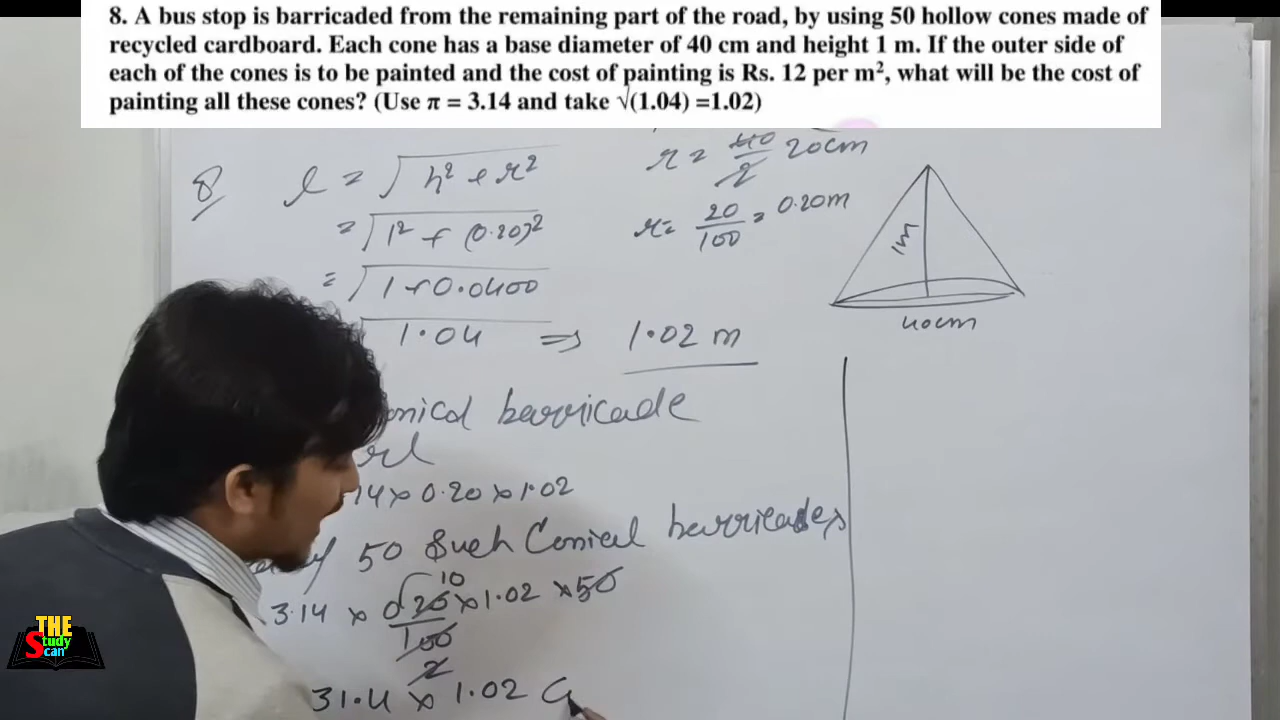 8. A bus stop is barricaded from the remaining part of the road, by using 50 hollow cones made of
recycled cardboard. Each cone has a base diameter of 40 cm and height 1 m. If the outer side of
each of the cones is to be painted and the cost of painting is Rs. 12 per m², what will be the cost of
painting all these cones? (Use π = 3.14 and take √(1.04) =1.02)
r = 40/2 20cm
8 l = √h² + r²
= √1² + (0.20)²
r = 20/100 = 0.20m
1m
= √1+0.0400
1.04 ⇒ 1.02 m
40cm
onical barricade
rl
14 × 0.20 × 1.02
of 50 Such Conical barricades
10
3.14 × 0.20 × 1.02 × 50
100
2
31.4 × 1.02
THE
Study
Scan